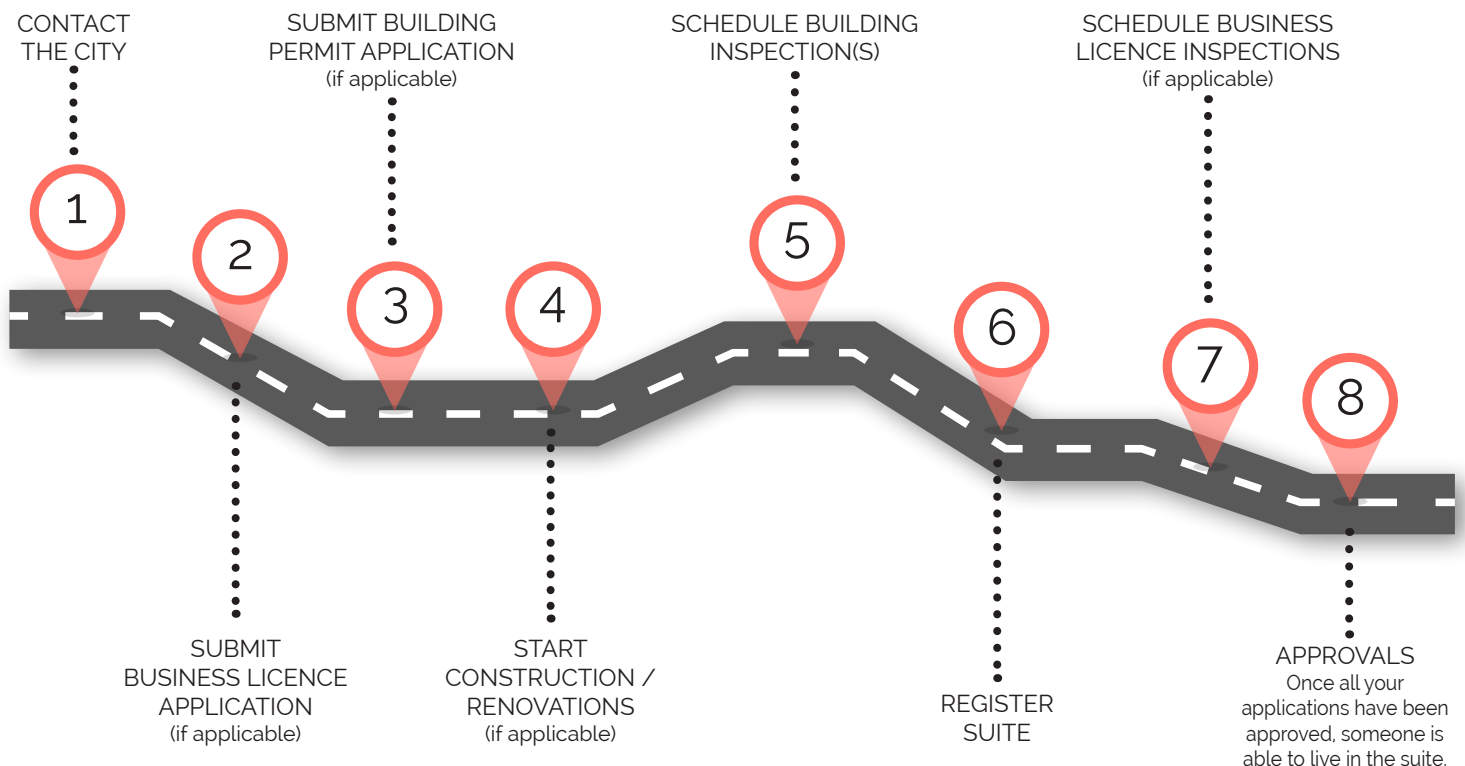 CONTACT
THE CITY
1
2
SUBMIT
BUSINESS LICENCE
APPLICATION
(if applicable)
SUBMIT BUILDING
PERMIT APPLICATION
(if applicable)
3
4
START
CONSTRUCTION /
RENOVATIONS
(if applicable)
SCHEDULE BUILDING
INSPECTION(S)
5
6
REGISTER
SUITE
SCHEDULE BUSINESS
LICENCE INSPECTIONS
(if applicable)
7
8
APPROVALS
Once all your
applications have been
approved, someone is
able to live in the suite.